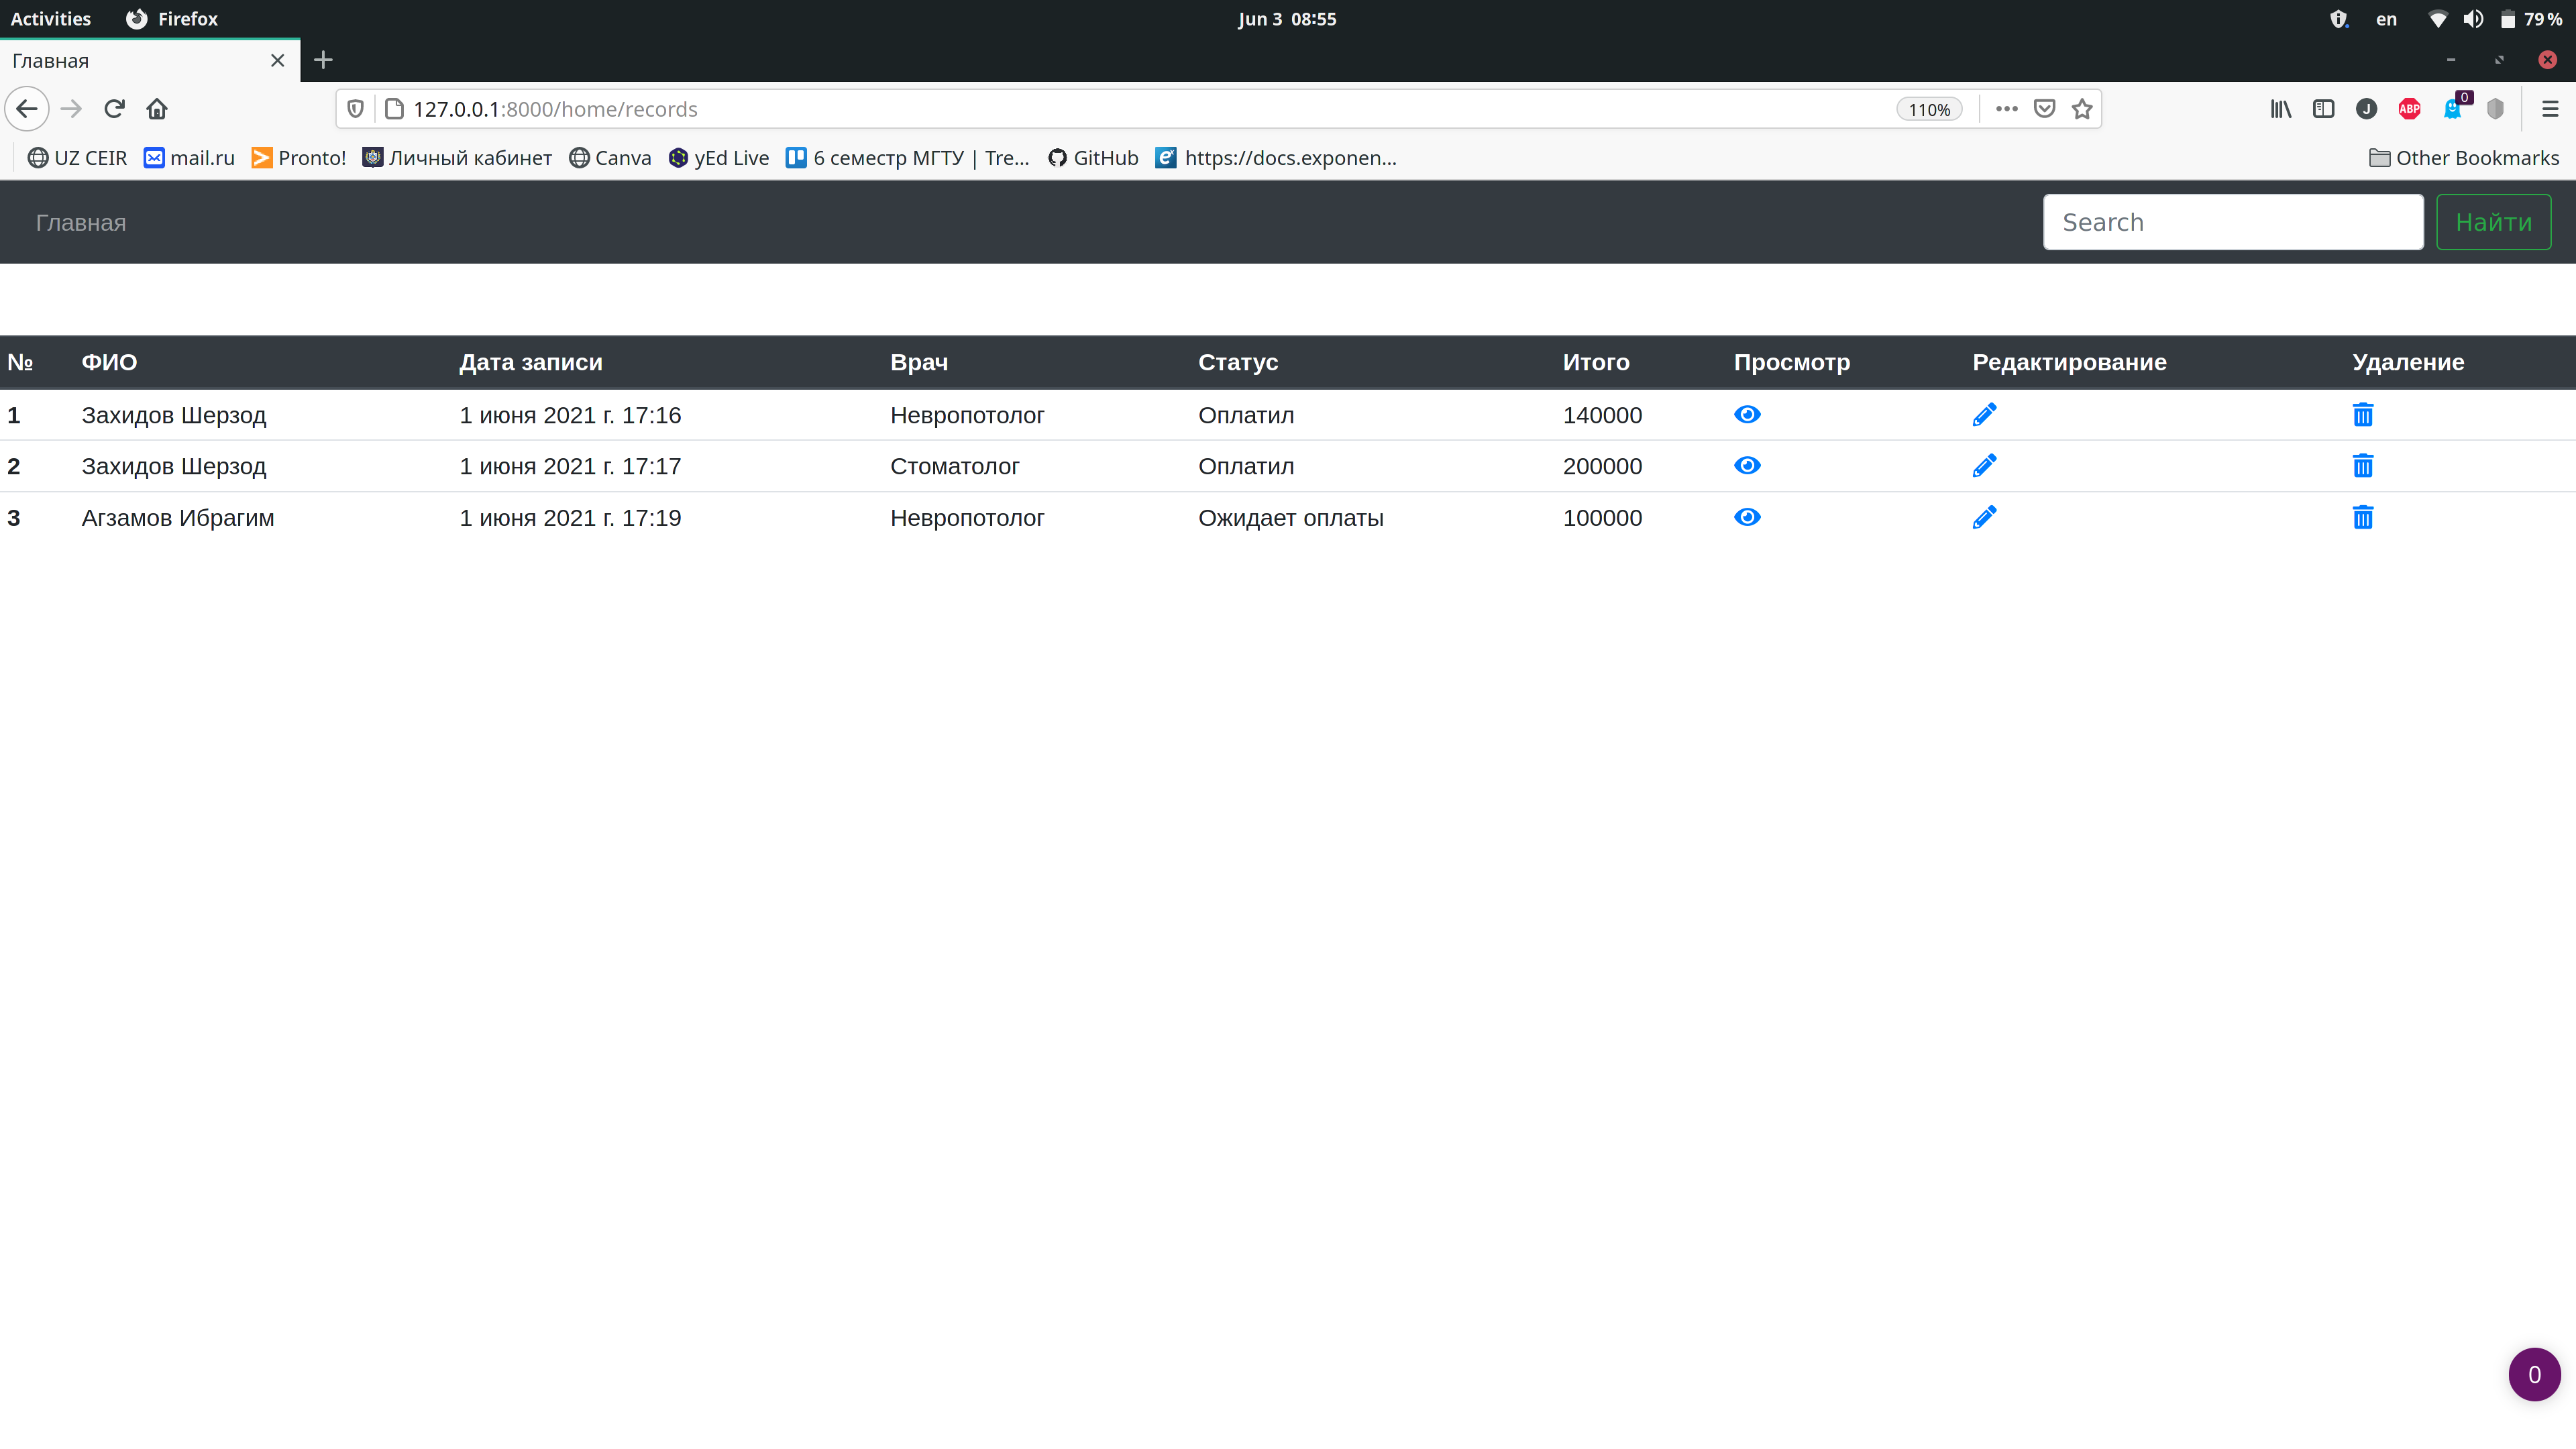 Activities Firefox Jun 3 08:55 en 79 %
Главная
127.0.0.1:8000/home/records 110% J ABP 0
UZ CEIR mail.ru Pronto! Личный кабинет Canva yEd Live 6 семестр МГТУ | Tre... GitHub https://docs.exponen... Other Bookmarks
Главная Search Найти
№ ФИО Дата записи Врач Статус Итого Просмотр Редактирование Удаление
1 Захидов Шерзод 1 июня 2021 г. 17:16 Невропотолог Оплатил 140000
2 Захидов Шерзод 1 июня 2021 г. 17:17 Стоматолог Оплатил 200000
3 Агзамов Ибрагим 1 июня 2021 г. 17:19 Невропотолог Ожидает оплаты 100000
0